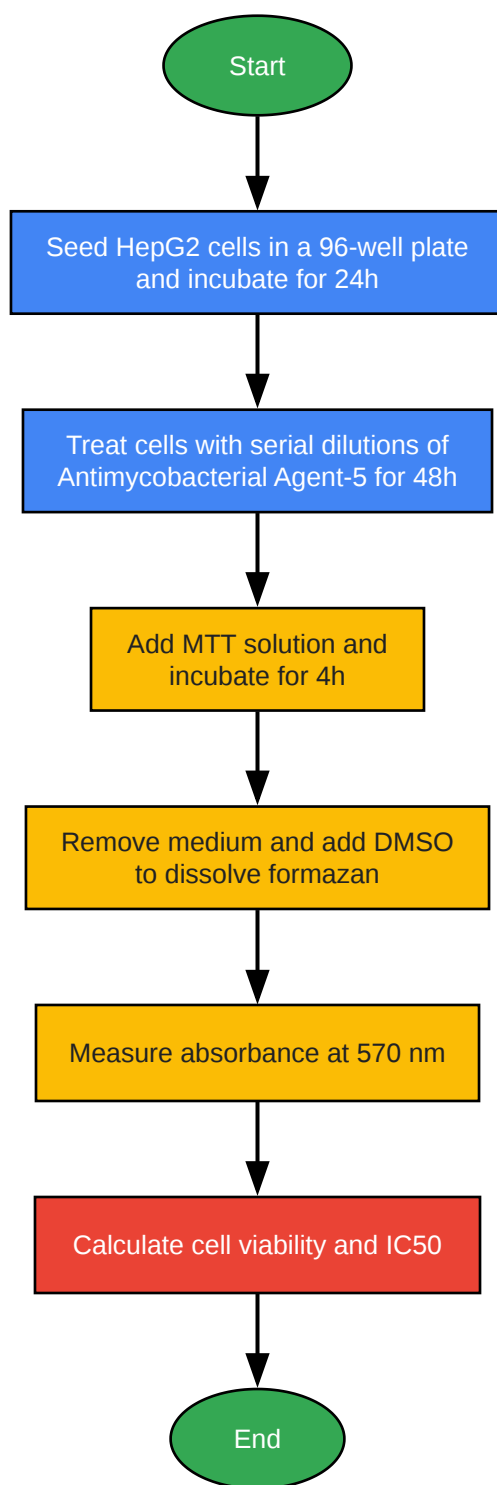 Start
Seed HepG2 cells in a 96-well plate
and incubate for 24h
Treat cells with serial dilutions of
Antimycobacterial Agent-5 for 48h
Add MTT solution and
incubate for 4h
Remove medium and add DMSO
to dissolve formazan
Measure absorbance at 570 nm
Calculate cell viability and IC50
End